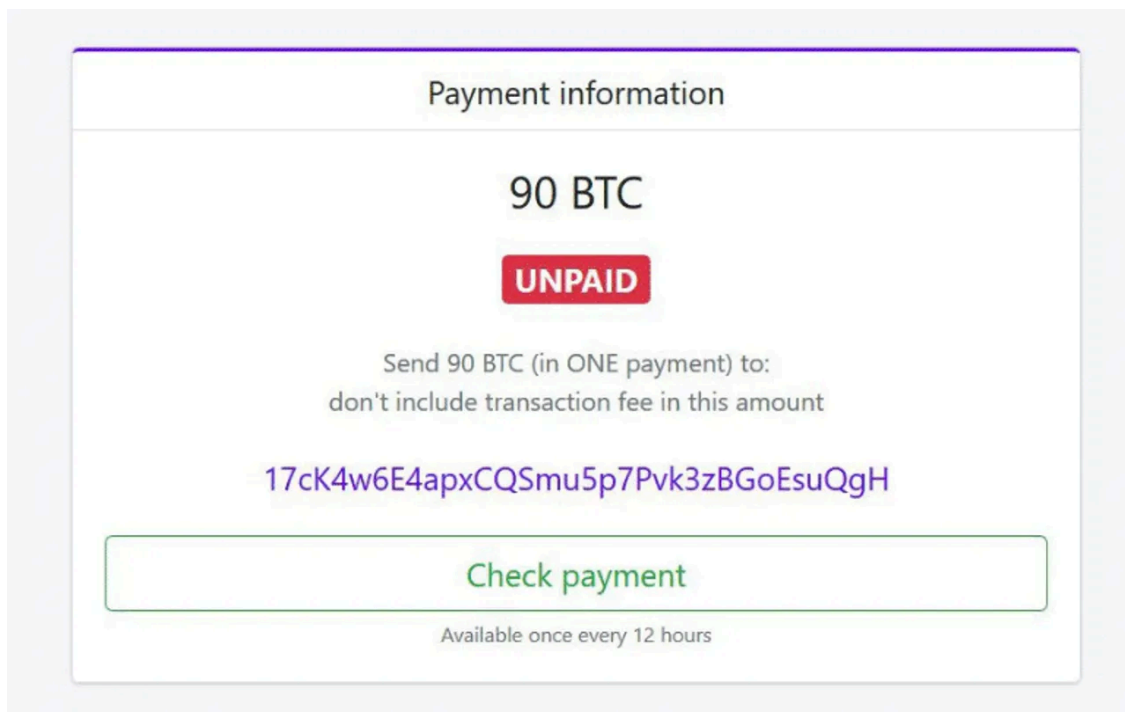 Payment information
90 BTC
UNPAID
Send 90 BTC (in ONE payment) to:
don't include transaction fee in this amount
17cK4w6E4apxCQSmu5p7Pvk3zBGoEsuQgH
Check payment
Available once every 12 hours